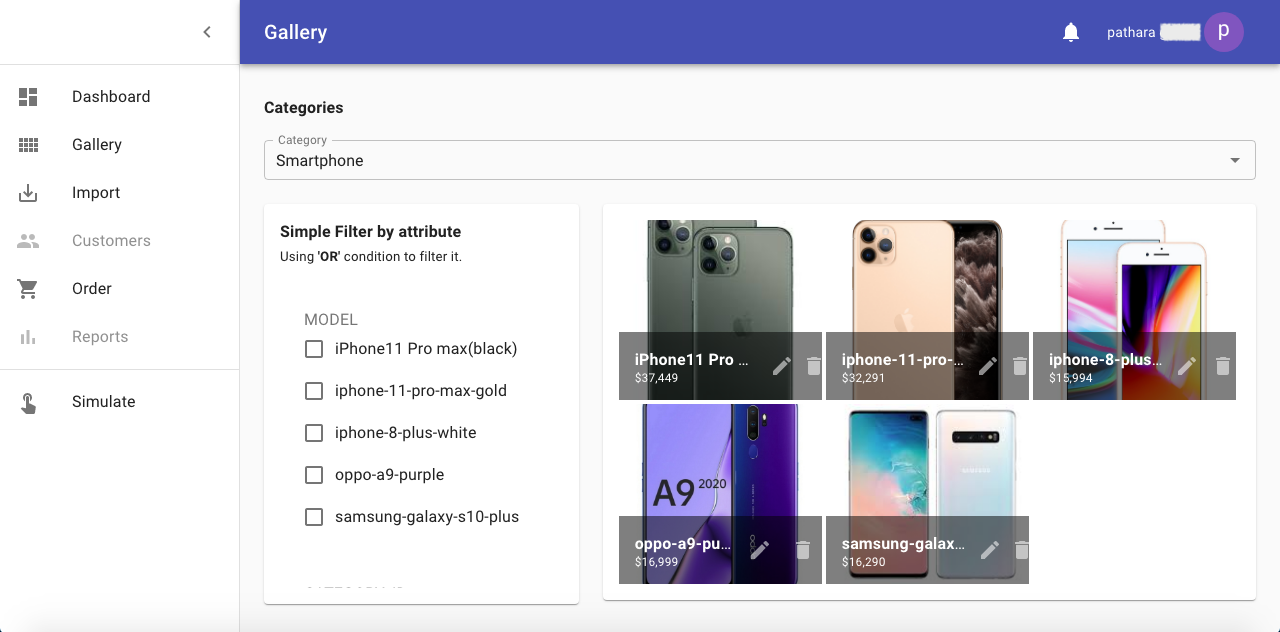 Gallery
pathara
p
Dashboard
Gallery
Import
Customers
Order
Reports
Simulate
Categories
Category
Smartphone
Simple Filter by attribute
Using 'OR' condition to filter it.
MODEL
iPhone11 Pro max(black)
iphone-11-pro-max-gold
iphone-8-plus-white
oppo-a9-purple
samsung-galaxy-s10-plus
iPhone11 Pro ...
$37,449
iphone-11-pro-...
$32,291
iphone-8-plus...
$15,994
A9 2020
oppo
oppo-a9-pu...
$16,999
SAMSUNG
samsung-galax...
$16,290